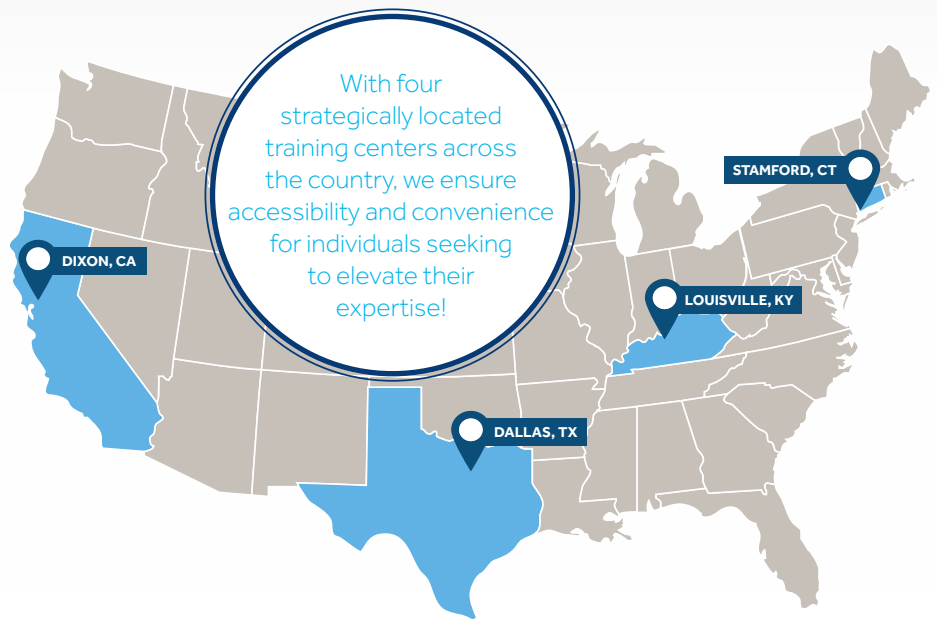 With four
strategically located
training centers across
the country, we ensure
accessibility and convenience
for individuals seeking
to elevate their
expertise!
STAMFORD, CT
DIXON, CA
LOUISVILLE, KY
DALLAS, TX